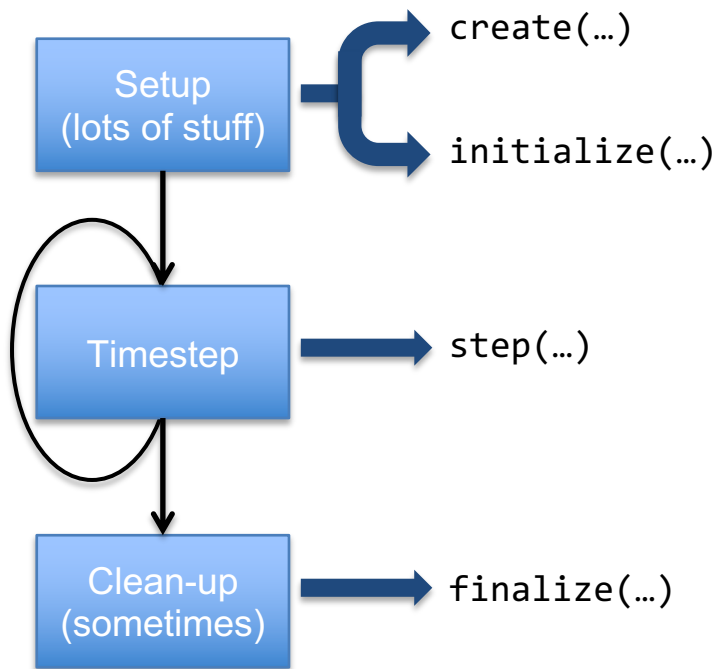 Setup
(lots of stuff)
create(…)
initialize(…)
Timestep
step(…)
Clean-up
(sometimes)
finalize(…)